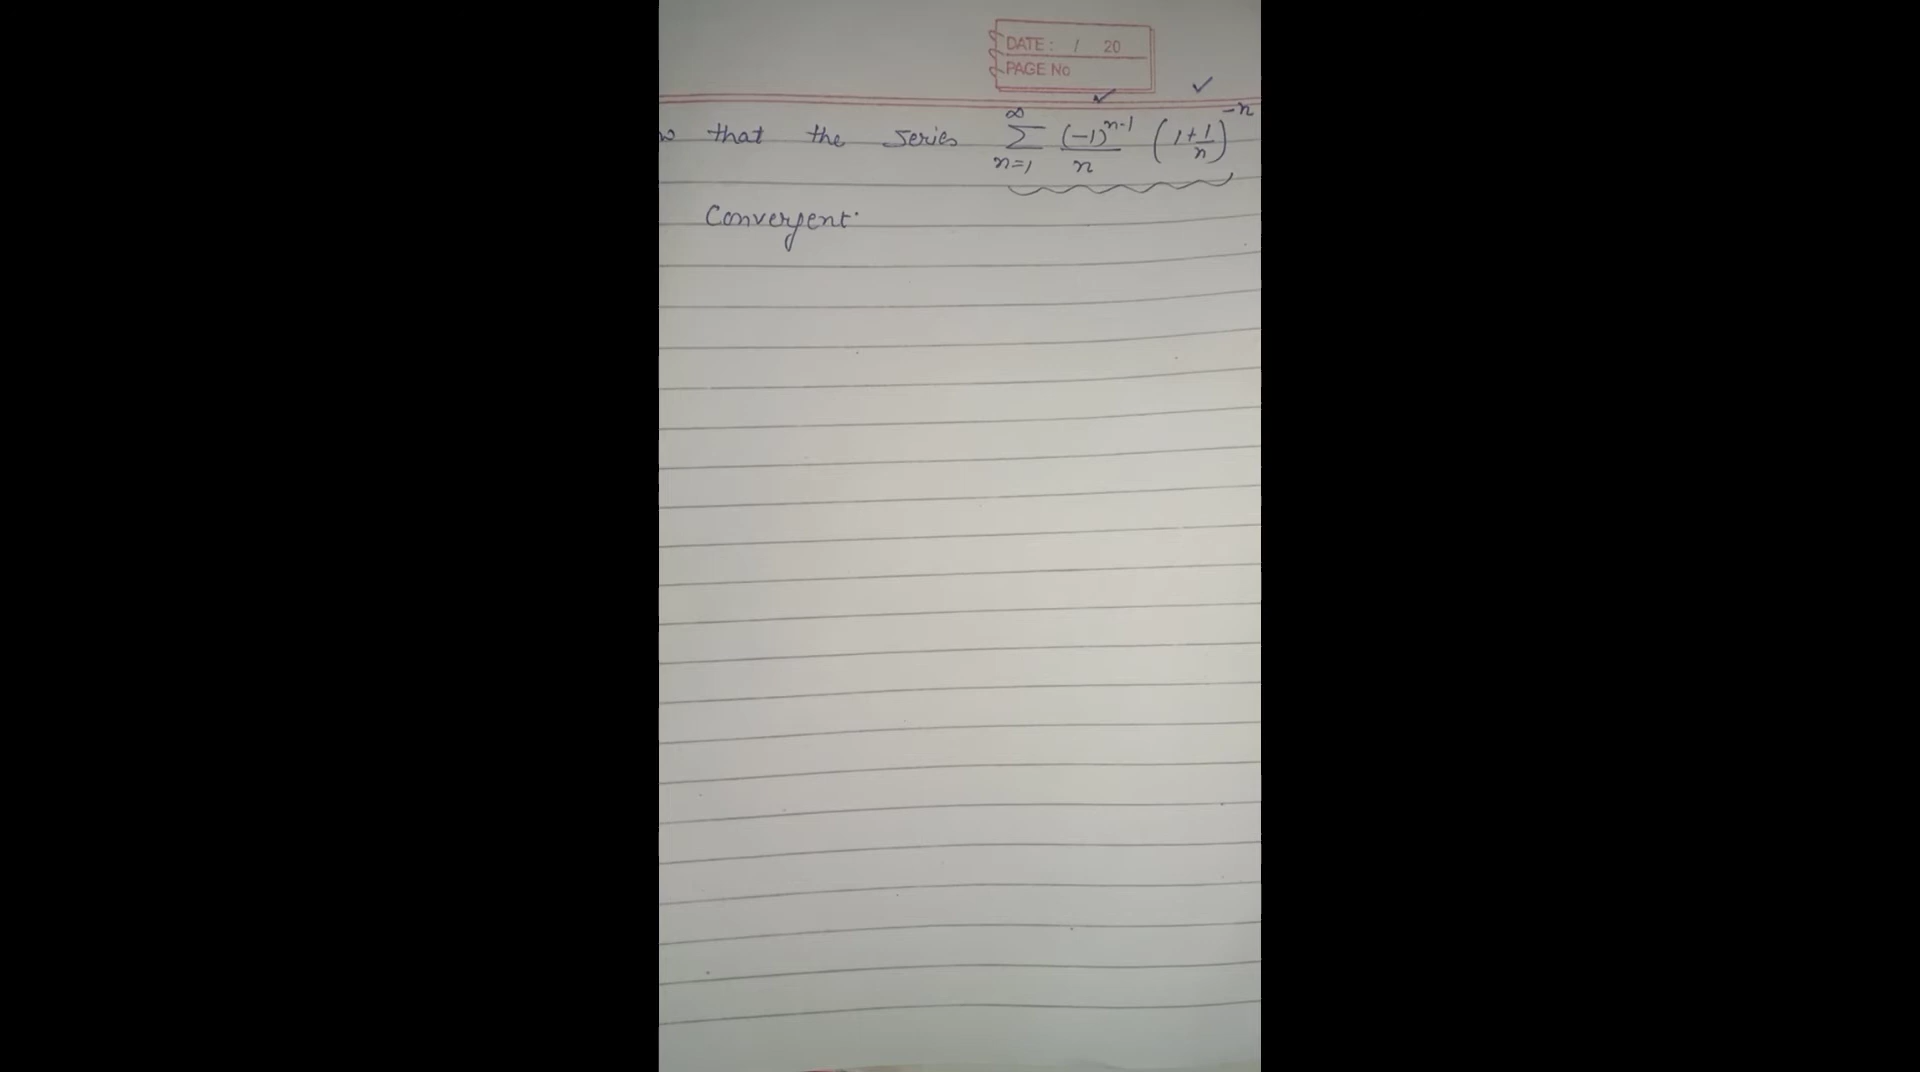 DATE: / 20
PAGE No
that the series ∞ ∑ n=1 (-1)^{n-1} / n (1+1/n)^{-n}
Convergent.